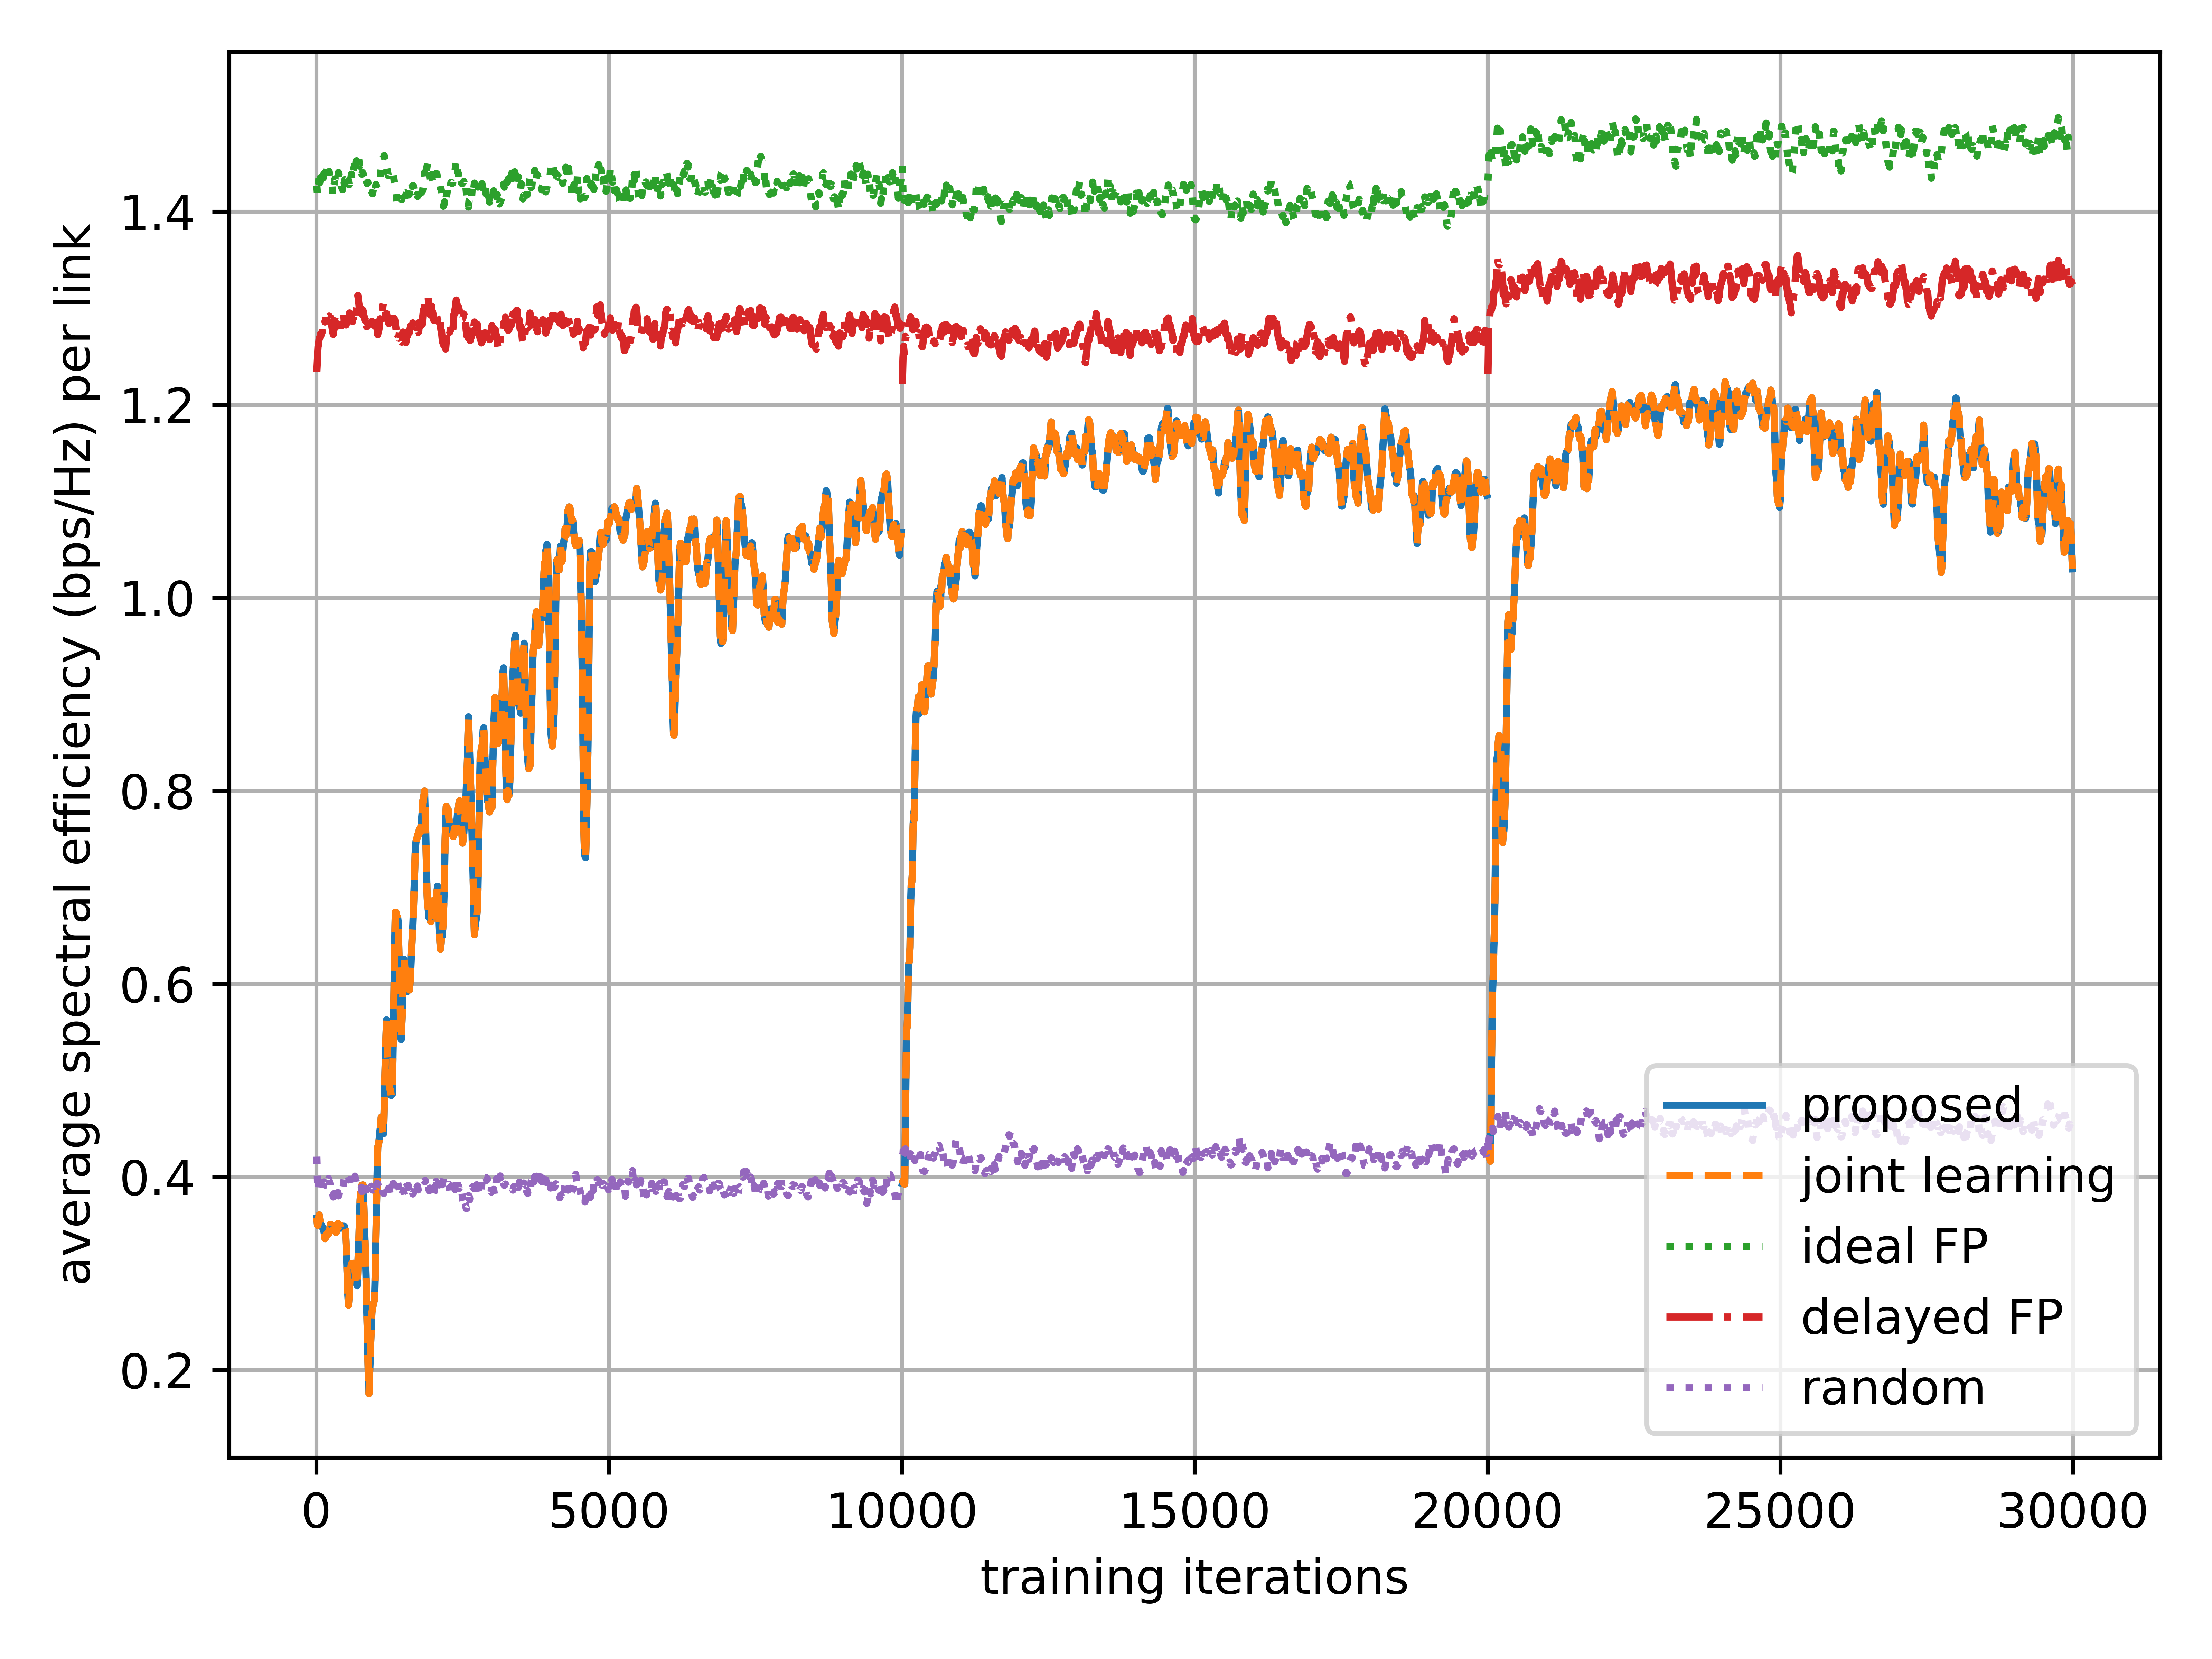 average spectral efficiency (bps/Hz) per link
1.4
1.2
1.0
0.8
0.6
0.4
0.2
proposed
joint learning
ideal FP
delayed FP
random
0 5000 10000 15000 20000 25000 30000
training iterations